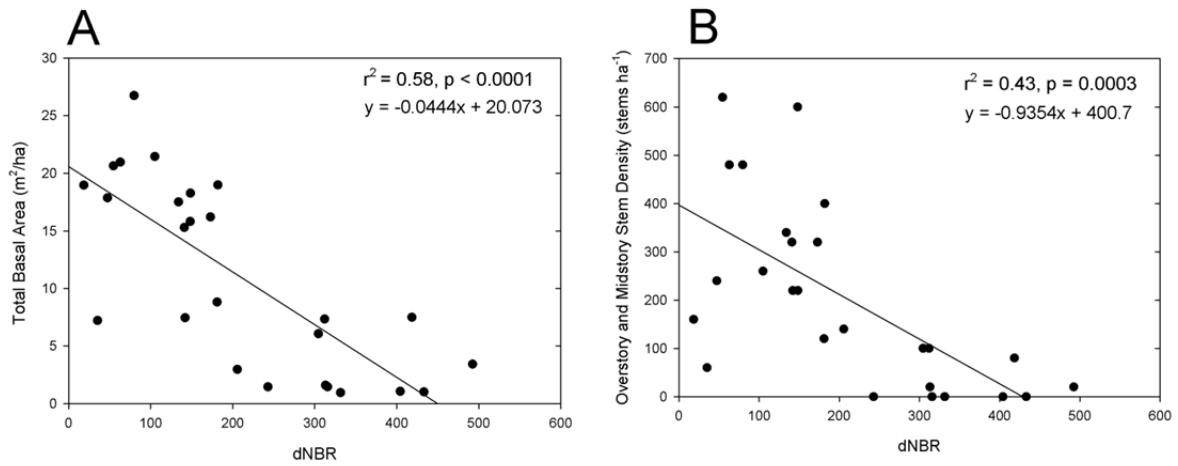 A
r² = 0.58, p < 0.0001
y = -0.0444x + 20.073
Total Basal Area (m²/ha)
30
25
20
15
10
5
0
0 100 200 300 400 500 600
dNBR
B
r² = 0.43, p = 0.0003
y = -0.9354x + 400.7
Overstory and Midstory Stem Density (stems ha⁻¹)
700
600
500
400
300
200
100
0
0 100 200 300 400 500 600
dNBR